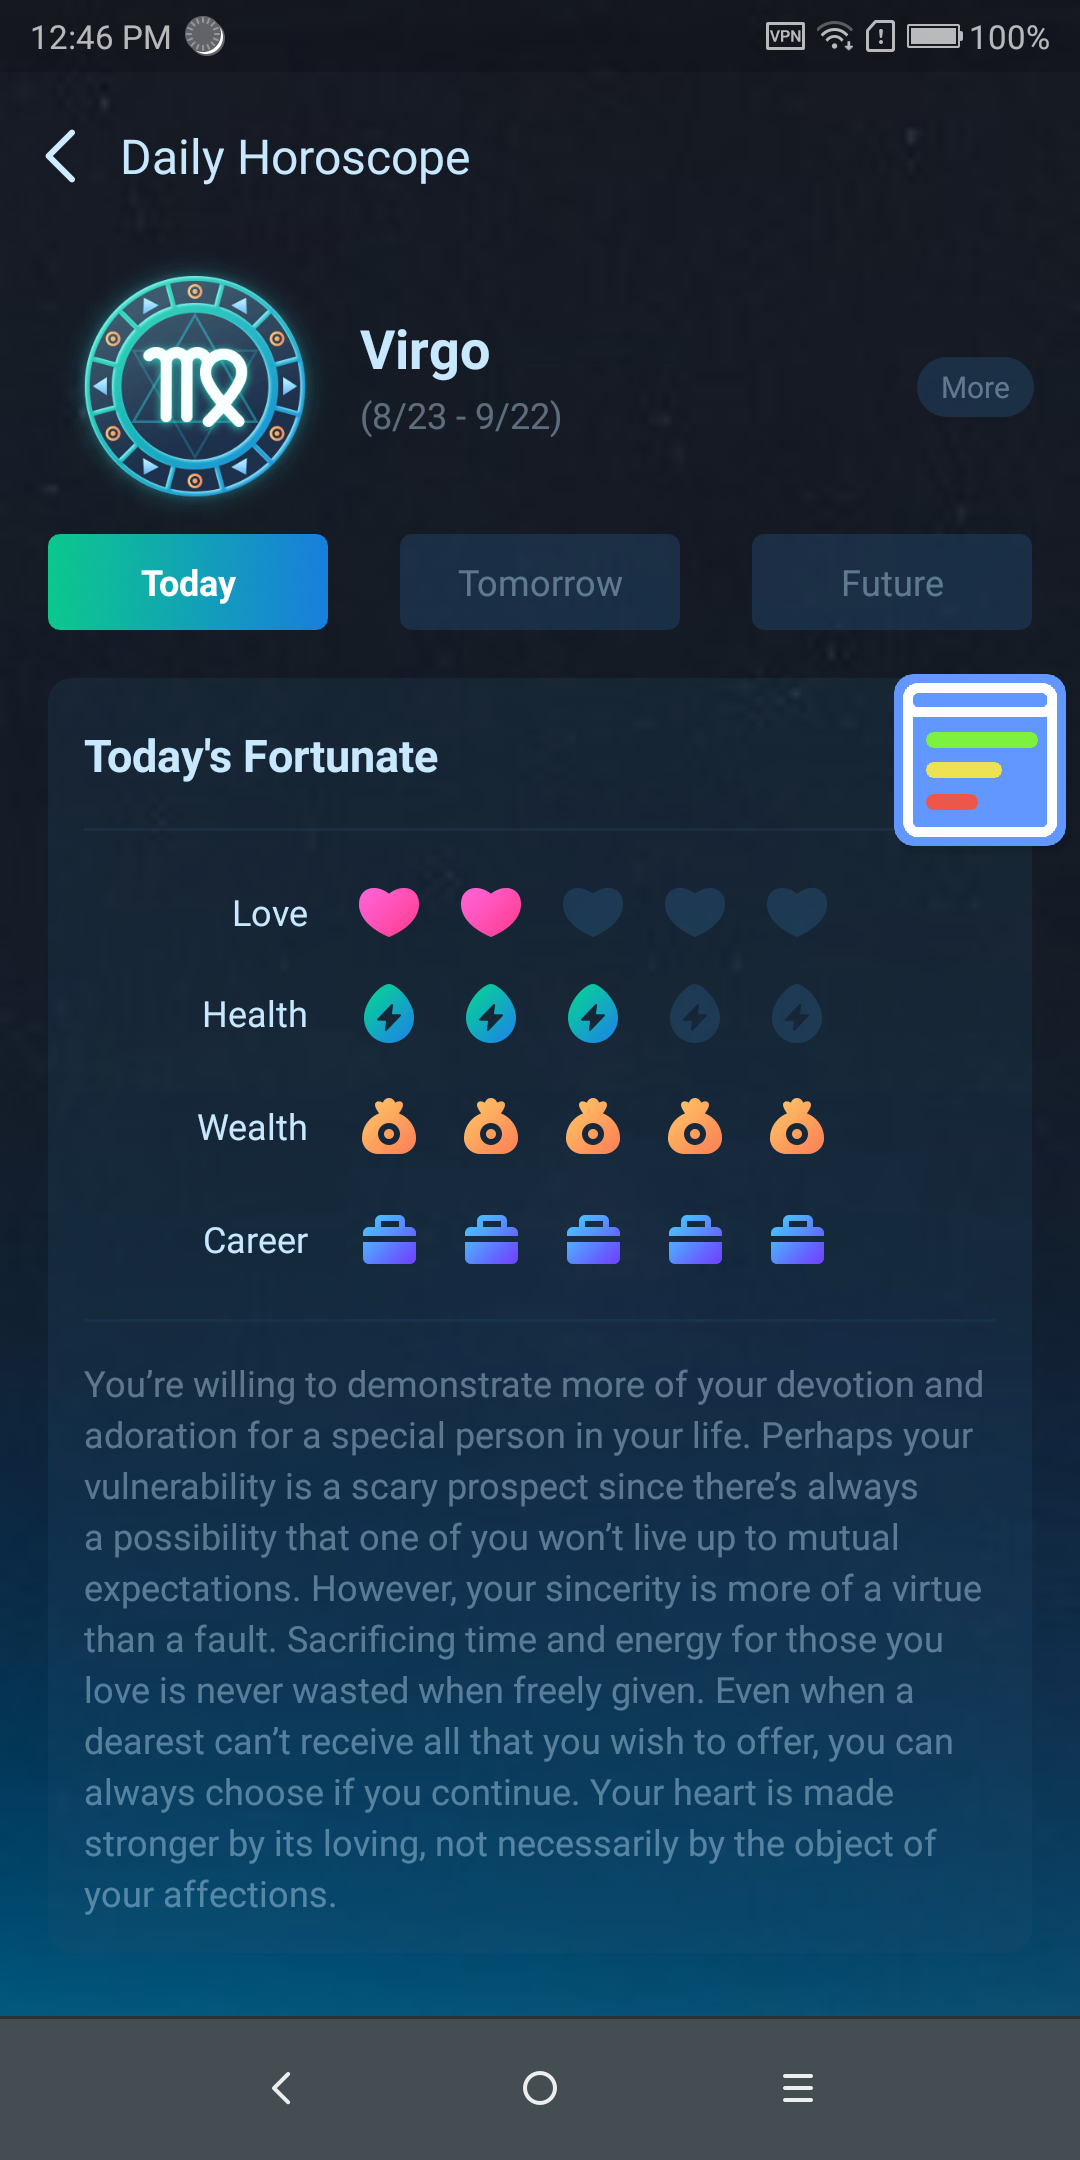 12:46 PM VPN 100%
Daily Horoscope
Virgo
(8/23 - 9/22)
More
Today Tomorrow Future
Today's Fortunate
Love
Health
Wealth
Career
You’re willing to demonstrate more of your devotion and
adoration for a special person in your life. Perhaps your
vulnerability is a scary prospect since there’s always
a possibility that one of you won’t live up to mutual
expectations. However, your sincerity is more of a virtue
than a fault. Sacrificing time and energy for those you
love is never wasted when freely given. Even when a
dearest can’t receive all that you wish to offer, you can
always choose if you continue. Your heart is made
stronger by its loving, not necessarily by the object of
your affections.